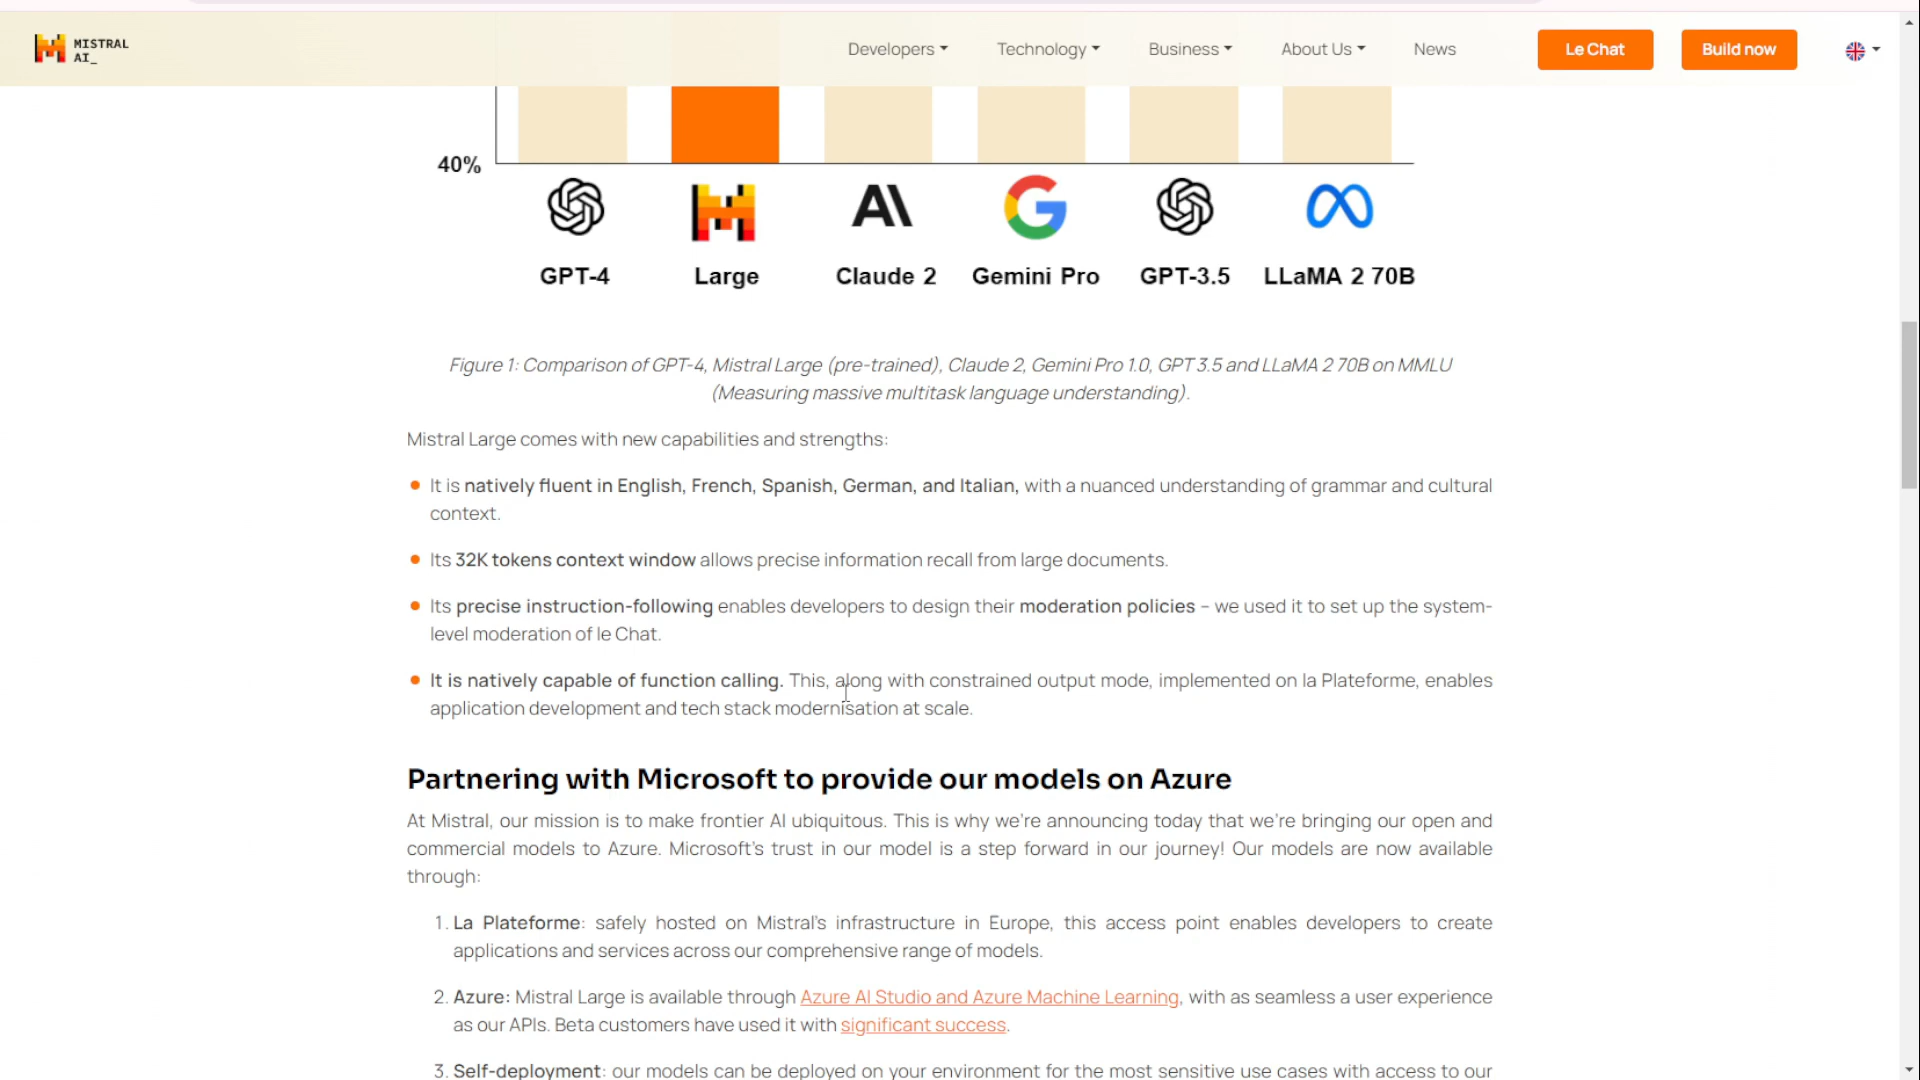 MISTRAL
AI_
Developers
Technology
Business
About Us
News
Le Chat
Build now
40%
GPT-4
Large
Claude 2
Gemini Pro
GPT-3.5
LLaMA 2 70B
Figure 1: Comparison of GPT-4, Mistral Large (pre-trained), Claude 2, Gemini Pro 1.0, GPT 3.5 and LLaMA 2 70B on MMLU
(Measuring massive multitask language understanding).
Mistral Large comes with new capabilities and strengths:
It is natively fluent in English, French, Spanish, German, and Italian, with a nuanced understanding of grammar and cultural
context.
Its 32K tokens context window allows precise information recall from large documents.
Its precise instruction-following enables developers to design their moderation policies – we used it to set up the system-
level moderation of le Chat.
It is natively capable of function calling. This, along with constrained output mode, implemented on la Plateforme, enables
application development and tech stack modernisation at scale.
Partnering with Microsoft to provide our models on Azure
At Mistral, our mission is to make frontier AI ubiquitous. This is why we're announcing today that we're bringing our open and
commercial models to Azure. Microsoft's trust in our model is a step forward in our journey! Our models are now available
through:
1. La Plateforme: safely hosted on Mistral's infrastructure in Europe, this access point enables developers to create
applications and services across our comprehensive range of models.
2. Azure: Mistral Large is available through Azure AI Studio and Azure Machine Learning, with as seamless a user experience
as our APIs. Beta customers have used it with significant success.
3. Self-deployment: our models can be deployed on your environment for the most sensitive use cases with access to our